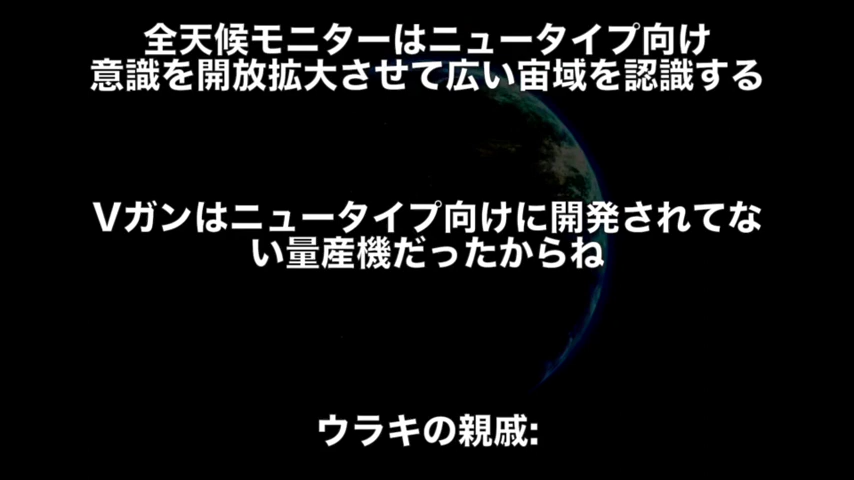 全天候モニターはニュータイプ向け
意識を開放拡大させて広い宙域を認識する
Vガンはニュータイプ向けに開発されてな
い量産機だったからね
ウラキの親戚: